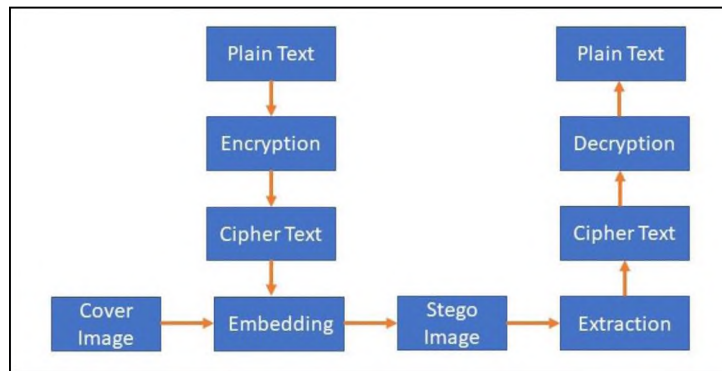 Plain Text
Plain Text
Encryption
Decryption
Cipher Text
Cipher Text
Cover
Image
Embedding
Stego
Image
Extraction